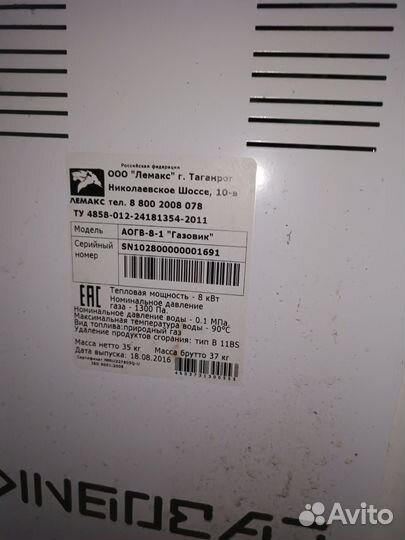 Российская федерация
ООО "Лемакс" г. Таганрог
Николаевское Шоссе, 10-в
ЛЕМАКС тел. 8 800 2008 078
ТУ 4858-012-24181354-2011
Модель АОГВ-8-1 "Газовик"
Серийный номер SN102800000001691
EAC
Тепловая мощность - 8 кВт
Номинальное давление
газа - 1300 Па.
Номинальное давление воды - 0.1 МПа
Максимальная температура воды - 90°C
Вид топлива:природный газ
Удаление продуктов сгорания: тип В 11BS
Масса нетто 35 кг Масса брутто 37 кг
Дата выпуска: 18.08.2016
ISO 9001:2008
Avito